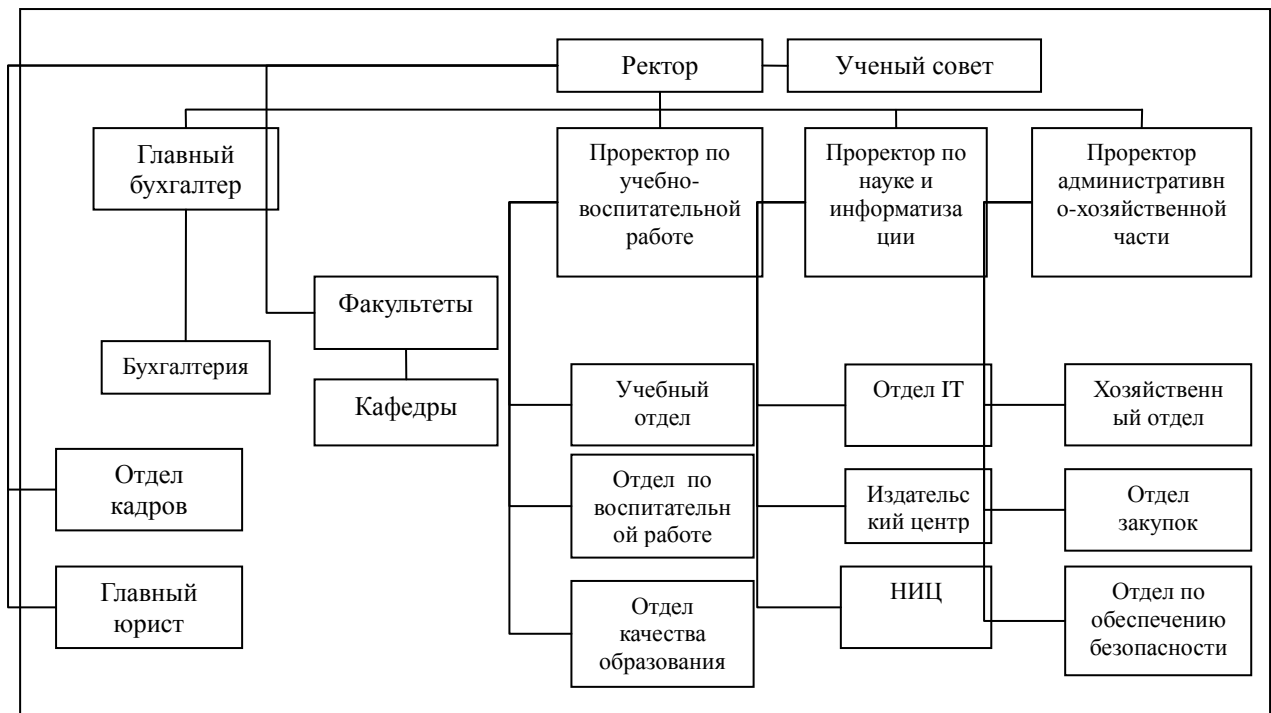 Ректор
Ученый совет
Главный
бухгалтер
Проректор по
учебно-
воспитательной
работе
Проректор по
науке и
информатиза
ции
Проректор
административн
о-хозяйственной
части
Факультеты
Бухгалтерия
Кафедры
Учебный
отдел
Отдел IT
Хозяйственн
ый отдел
Отдел
кадров
Отдел по
воспитательн
ой работе
Издательс
кий центр
Отдел
закупок
Главный
юрист
Отдел
качества
образования
НИЦ
Отдел по
обеспечению
безопасности